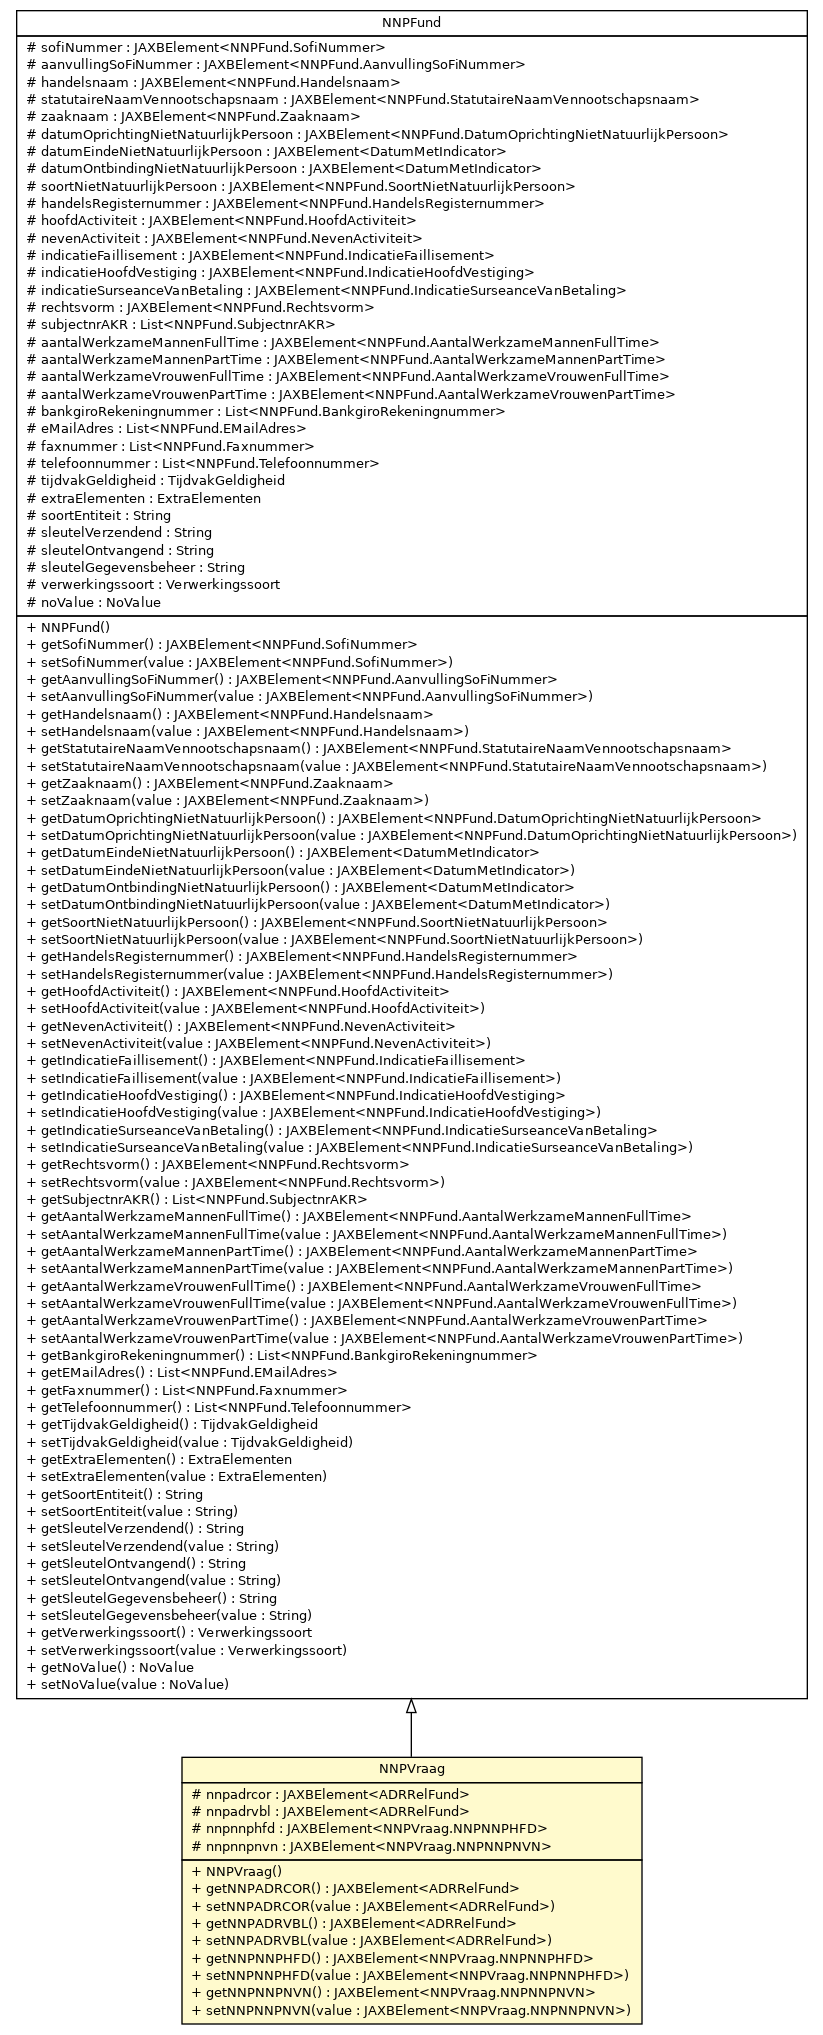 NNPFund
# sofiNummer : JAXBElement<NNPFund.SofiNummer>
# aanvullingSoFiNummer : JAXBElement<NNPFund.AanvullingSoFiNummer>
# handelsnaam : JAXBElement<NNPFund.Handelsnaam>
# statutaireNaamVennootschapsnaam : JAXBElement<NNPFund.StatutaireNaamVennootschapsnaam>
# zaaknaam : JAXBElement<NNPFund.Zaaknaam>
# datumOprichtingNietNatuurlijkPersoon : JAXBElement<NNPFund.DatumOprichtingNietNatuurlijkPersoon>
# datumEindeNietNatuurlijkPersoon : JAXBElement<DatumMetIndicator>
# datumOntbindingNietNatuurlijkPersoon : JAXBElement<DatumMetIndicator>
# soortNietNatuurlijkPersoon : JAXBElement<NNPFund.SoortNietNatuurlijkPersoon>
# handelsRegisternummer : JAXBElement<NNPFund.HandelsRegisternummer>
# hoofdActiviteit : JAXBElement<NNPFund.HoofdActiviteit>
# nevenActiviteit : JAXBElement<NNPFund.NevenActiviteit>
# indicatieFaillisement : JAXBElement<NNPFund.IndicatieFaillisement>
# indicatieHoofdVestiging : JAXBElement<NNPFund.IndicatieHoofdVestiging>
# indicatieSurseanceVanBetaling : JAXBElement<NNPFund.IndicatieSurseanceVanBetaling>
# rechtsvorm : JAXBElement<NNPFund.Rechtsvorm>
# subjectnrAKR : List<NNPFund.SubjectnrAKR>
# aantalWerkzameMannenFullTime : JAXBElement<NNPFund.AantalWerkzameMannenFullTime>
# aantalWerkzameMannenPartTime : JAXBElement<NNPFund.AantalWerkzameMannenPartTime>
# aantalWerkzameVrouwenFullTime : JAXBElement<NNPFund.AantalWerkzameVrouwenFullTime>
# aantalWerkzameVrouwenPartTime : JAXBElement<NNPFund.AantalWerkzameVrouwenPartTime>
# bankgiroRekeningnummer : List<NNPFund.BankgiroRekeningnummer>
# eMailAdres : List<NNPFund.EMailAdres>
# faxnummer : List<NNPFund.Faxnummer>
# telefoonnummer : List<NNPFund.Telefoonnummer>
# tijdvakGeldigheid : TijdvakGeldigheid
# extraElementen : ExtraElementen
# soortEntiteit : String
# sleutelVerzendend : String
# sleutelOntvangend : String
# sleutelGegevensbeheer : String
# verwerkingssoort : Verwerkingssoort
# noValue : NoValue
+ NNPFund()
+ getSofiNummer() : JAXBElement<NNPFund.SofiNummer>
+ setSofiNummer(value : JAXBElement<NNPFund.SofiNummer>)
+ getAanvullingSoFiNummer() : JAXBElement<NNPFund.AanvullingSoFiNummer>
+ setAanvullingSoFiNummer(value : JAXBElement<NNPFund.AanvullingSoFiNummer>)
+ getHandelsnaam() : JAXBElement<NNPFund.Handelsnaam>
+ setHandelsnaam(value : JAXBElement<NNPFund.Handelsnaam>)
+ getStatutaireNaamVennootschapsnaam() : JAXBElement<NNPFund.StatutaireNaamVennootschapsnaam>
+ setStatutaireNaamVennootschapsnaam(value : JAXBElement<NNPFund.StatutaireNaamVennootschapsnaam>)
+ getZaaknaam() : JAXBElement<NNPFund.Zaaknaam>
+ setZaaknaam(value : JAXBElement<NNPFund.Zaaknaam>)
+ getDatumOprichtingNietNatuurlijkPersoon() : JAXBElement<NNPFund.DatumOprichtingNietNatuurlijkPersoon>
+ setDatumOprichtingNietNatuurlijkPersoon(value : JAXBElement<NNPFund.DatumOprichtingNietNatuurlijkPersoon>)
+ getDatumEindeNietNatuurlijkPersoon() : JAXBElement<DatumMetIndicator>
+ setDatumEindeNietNatuurlijkPersoon(value : JAXBElement<DatumMetIndicator>)
+ getDatumOntbindingNietNatuurlijkPersoon() : JAXBElement<DatumMetIndicator>
+ setDatumOntbindingNietNatuurlijkPersoon(value : JAXBElement<DatumMetIndicator>)
+ getSoortNietNatuurlijkPersoon() : JAXBElement<NNPFund.SoortNietNatuurlijkPersoon>
+ setSoortNietNatuurlijkPersoon(value : JAXBElement<NNPFund.SoortNietNatuurlijkPersoon>)
+ getHandelsRegisternummer() : JAXBElement<NNPFund.HandelsRegisternummer>
+ setHandelsRegisternummer(value : JAXBElement<NNPFund.HandelsRegisternummer>)
+ getHoofdActiviteit() : JAXBElement<NNPFund.HoofdActiviteit>
+ setHoofdActiviteit(value : JAXBElement<NNPFund.HoofdActiviteit>)
+ getNevenActiviteit() : JAXBElement<NNPFund.NevenActiviteit>
+ setNevenActiviteit(value : JAXBElement<NNPFund.NevenActiviteit>)
+ getIndicatieFaillisement() : JAXBElement<NNPFund.IndicatieFaillisement>
+ setIndicatieFaillisement(value : JAXBElement<NNPFund.IndicatieFaillisement>)
+ getIndicatieHoofdVestiging() : JAXBElement<NNPFund.IndicatieHoofdVestiging>
+ setIndicatieHoofdVestiging(value : JAXBElement<NNPFund.IndicatieHoofdVestiging>)
+ getIndicatieSurseanceVanBetaling() : JAXBElement<NNPFund.IndicatieSurseanceVanBetaling>
+ setIndicatieSurseanceVanBetaling(value : JAXBElement<NNPFund.IndicatieSurseanceVanBetaling>)
+ getRechtsvorm() : JAXBElement<NNPFund.Rechtsvorm>
+ setRechtsvorm(value : JAXBElement<NNPFund.Rechtsvorm>)
+ getSubjectnrAKR() : List<NNPFund.SubjectnrAKR>
+ getAantalWerkzameMannenFullTime() : JAXBElement<NNPFund.AantalWerkzameMannenFullTime>
+ setAantalWerkzameMannenFullTime(value : JAXBElement<NNPFund.AantalWerkzameMannenFullTime>)
+ getAantalWerkzameMannenPartTime() : JAXBElement<NNPFund.AantalWerkzameMannenPartTime>
+ setAantalWerkzameMannenPartTime(value : JAXBElement<NNPFund.AantalWerkzameMannenPartTime>)
+ getAantalWerkzameVrouwenFullTime() : JAXBElement<NNPFund.AantalWerkzameVrouwenFullTime>
+ setAantalWerkzameVrouwenFullTime(value : JAXBElement<NNPFund.AantalWerkzameVrouwenFullTime>)
+ getAantalWerkzameVrouwenPartTime() : JAXBElement<NNPFund.AantalWerkzameVrouwenPartTime>
+ setAantalWerkzameVrouwenPartTime(value : JAXBElement<NNPFund.AantalWerkzameVrouwenPartTime>)
+ getBankgiroRekeningnummer() : List<NNPFund.BankgiroRekeningnummer>
+ getEMailAdres() : List<NNPFund.EMailAdres>
+ getFaxnummer() : List<NNPFund.Faxnummer>
+ getTelefoonnummer() : List<NNPFund.Telefoonnummer>
+ getTijdvakGeldigheid() : TijdvakGeldigheid
+ setTijdvakGeldigheid(value : TijdvakGeldigheid)
+ getExtraElementen() : ExtraElementen
+ setExtraElementen(value : ExtraElementen)
+ getSoortEntiteit() : String
+ setSoortEntiteit(value : String)
+ getSleutelVerzendend() : String
+ setSleutelVerzendend(value : String)
+ getSleutelOntvangend() : String
+ setSleutelOntvangend(value : String)
+ getSleutelGegevensbeheer() : String
+ setSleutelGegevensbeheer(value : String)
+ getVerwerkingssoort() : Verwerkingssoort
+ setVerwerkingssoort(value : Verwerkingssoort)
+ getNoValue() : NoValue
+ setNoValue(value : NoValue)
NNPVraag
# nnpadrcor : JAXBElement<ADRRelFund>
# nnpadrvbl : JAXBElement<ADRRelFund>
# nnpnnphfd : JAXBElement<NNPVraag.NNPNNPHFD>
# nnpnnpnvn : JAXBElement<NNPVraag.NNPNNPNVN>
+ NNPVraag()
+ getNNPADRCOR() : JAXBElement<ADRRelFund>
+ setNNPADRCOR(value : JAXBElement<ADRRelFund>)
+ getNNPADRVBL() : JAXBElement<ADRRelFund>
+ setNNPADRVBL(value : JAXBElement<ADRRelFund>)
+ getNNPNNPHFD() : JAXBElement<NNPVraag.NNPNNPHFD>
+ setNNPNNPHFD(value : JAXBElement<NNPVraag.NNPNNPHFD>)
+ getNNPNNPNVN() : JAXBElement<NNPVraag.NNPNNPNVN>
+ setNNPNNPNVN(value : JAXBElement<NNPVraag.NNPNNPNVN>)